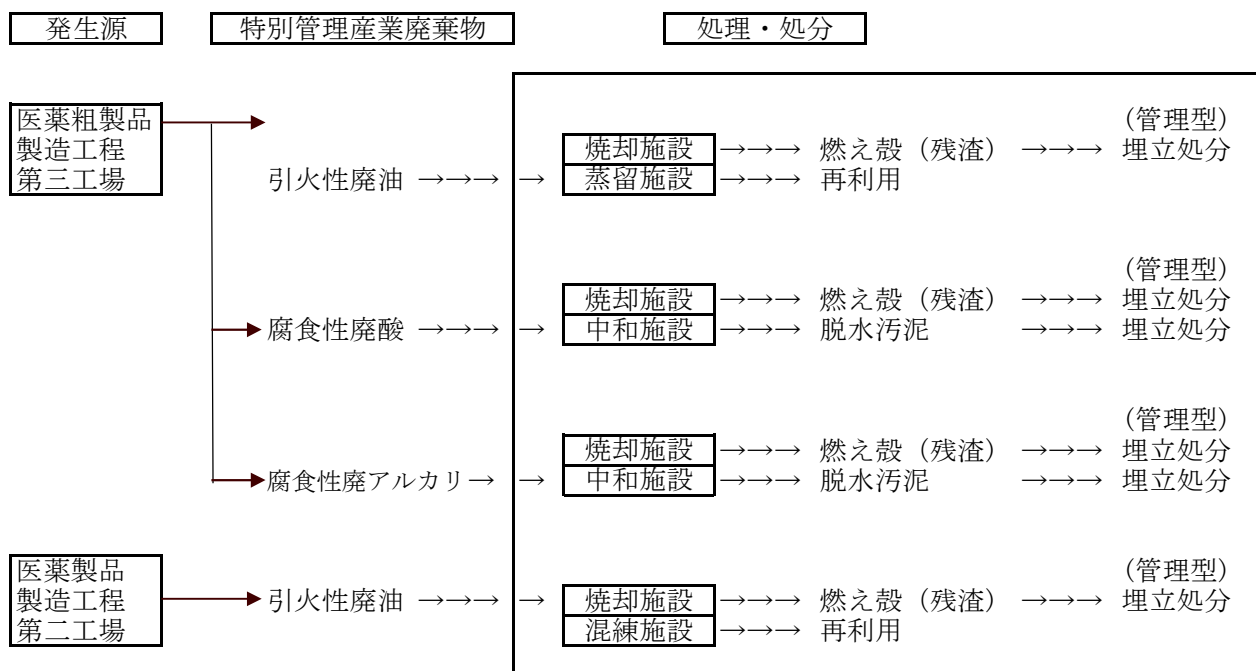 発生源 特別管理産業廃棄物 処理・処分
医薬粗製品 (管理型)
製造工程 焼却施設 →→→ 燃え殻（残渣） →→→ 埋立処分
第三工場 引火性廃油 →→→ → 蒸留施設 →→→ 再利用
(管理型)
焼却施設 →→→ 燃え殻（残渣） →→→ 埋立処分
腐食性廃酸 →→→ → 中和施設 →→→ 脱水汚泥 →→→ 埋立処分
(管理型)
焼却施設 →→→ 燃え殻（残渣） →→→ 埋立処分
腐食性廃アルカリ→ → 中和施設 →→→ 脱水汚泥 →→→ 埋立処分
医薬製品 (管理型)
製造工程 引火性廃油 →→→ → 焼却施設 →→→ 燃え殻（残渣） →→→ 埋立処分
第二工場 混練施設 →→→ 再利用